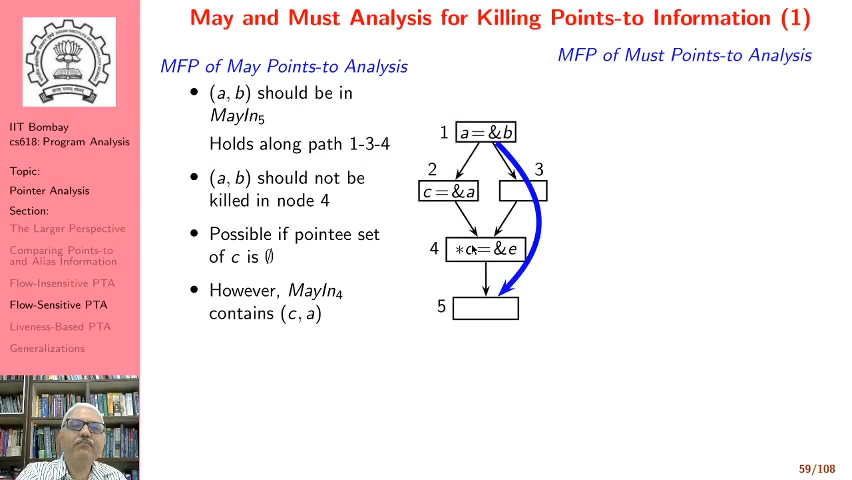 May and Must Analysis for Killing Points-to Information (1)
IIT Bombay
cs618: Program Analysis
Topic:
Pointer Analysis
Section:
The Larger Perspective
Comparing Points-to
and Alias Information
Flow-Insensitive PTA
Flow-Sensitive PTA
Liveness-Based PTA
Generalizations
MFP of May Points-to Analysis
• (a, b) should be in
MayIn₅
Holds along path 1-3-4
• (a, b) should not be
killed in node 4
• Possible if pointee set
of c is ∅
• However, MayIn₄
contains (c, a)
MFP of Must Points-to Analysis
1 a=&b
2 3
c=&a
4 *c=&e
5
59/108